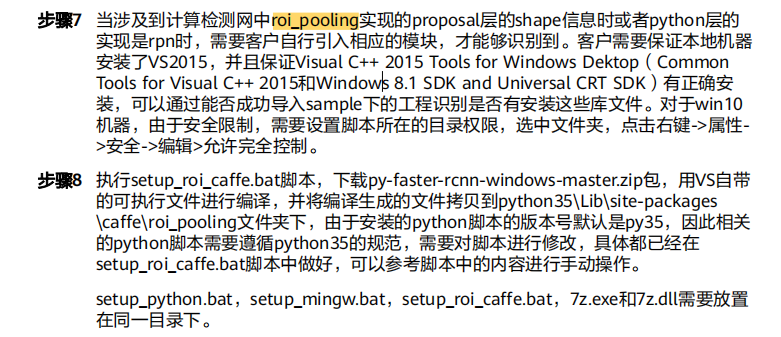 步骤7 当涉及到计算检测网中roi_pooling实现的proposal层的shape信息时或者python层的
实现是rpn时，需要客户自行引入相应的模块，才能够识别到。客户需要保证本地机器
安装了VS2015，并且保证Visual C++ 2015 Tools for Windows Dektop（Common
Tools for Visual C++ 2015和Windows 8.1 SDK and Universal CRT SDK）有正确安
装，可以通过能否成功导入sample下的工程识别是否有安装这些库文件。对于win10
机器，由于安全限制，需要设置脚本所在的目录权限，选中文件夹，点击右键->属性-
>安全->编辑>允许完全控制。
步骤8 执行setup_roi_caffe.bat脚本，下载py-faster-rcnn-windows-master.zip包，用VS自带
的可执行文件进行编译，并将编译生成的文件拷贝到python35\Lib\site-packages
\caffe\roi_pooling文件夹下，由于安装的python脚本的版本号默认是py35，因此相关
的python脚本需要遵循python35的规范，需要对脚本进行修改，具体都已经在
setup_roi_caffe.bat脚本中做好，可以参考脚本中的内容进行手动操作。
setup_python.bat，setup_mingw.bat，setup_roi_caffe.bat，7z.exe和7z.dll需要放置
在同一目录下。